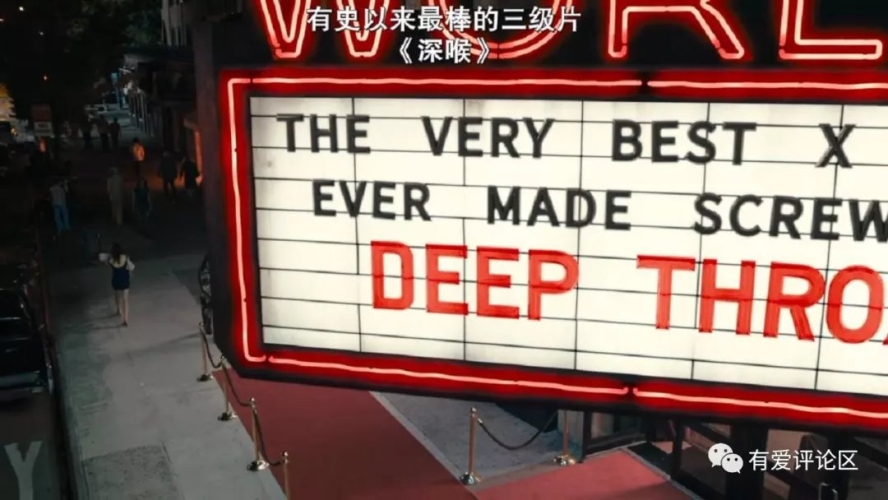 有史以来最棒的三级片
《深喉》
WORL
THE VERY BEST X
EVER MADE SCREW
DEEP THRO
Y
有爱评论区